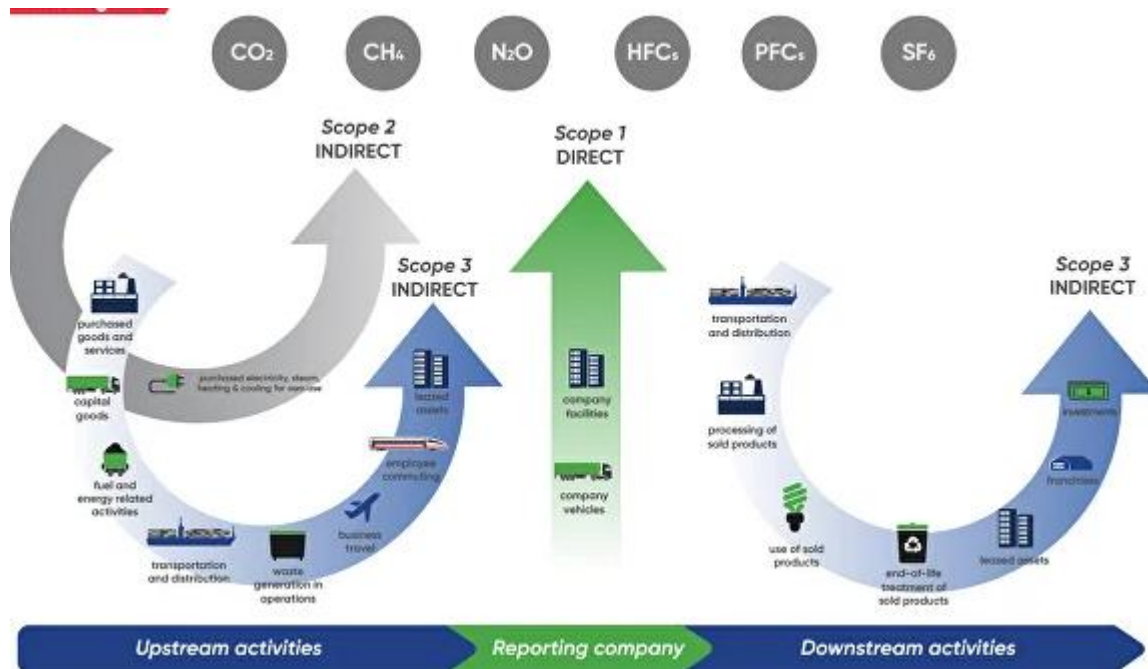 CO₂ CH₄ N₂O HFCs PFCs SF₆
Scope 2
INDIRECT
Scope 1
DIRECT
Scope 3
INDIRECT
Scope 3
INDIRECT
purchased
goods and
services
capital
goods
purchased electricity, steam,
heating & cooling for own use
fuel and
energy related
activities
transportation
and distribution
waste
generation in
operations
business
travel
employee
commuting
leased
assets
company
facilities
company
vehicles
transportation
and distribution
processing of
sold products
use of sold
products
end-of-life
treatment of
sold products
leased assets
franchises
investments
Upstream activities
Reporting company
Downstream activities